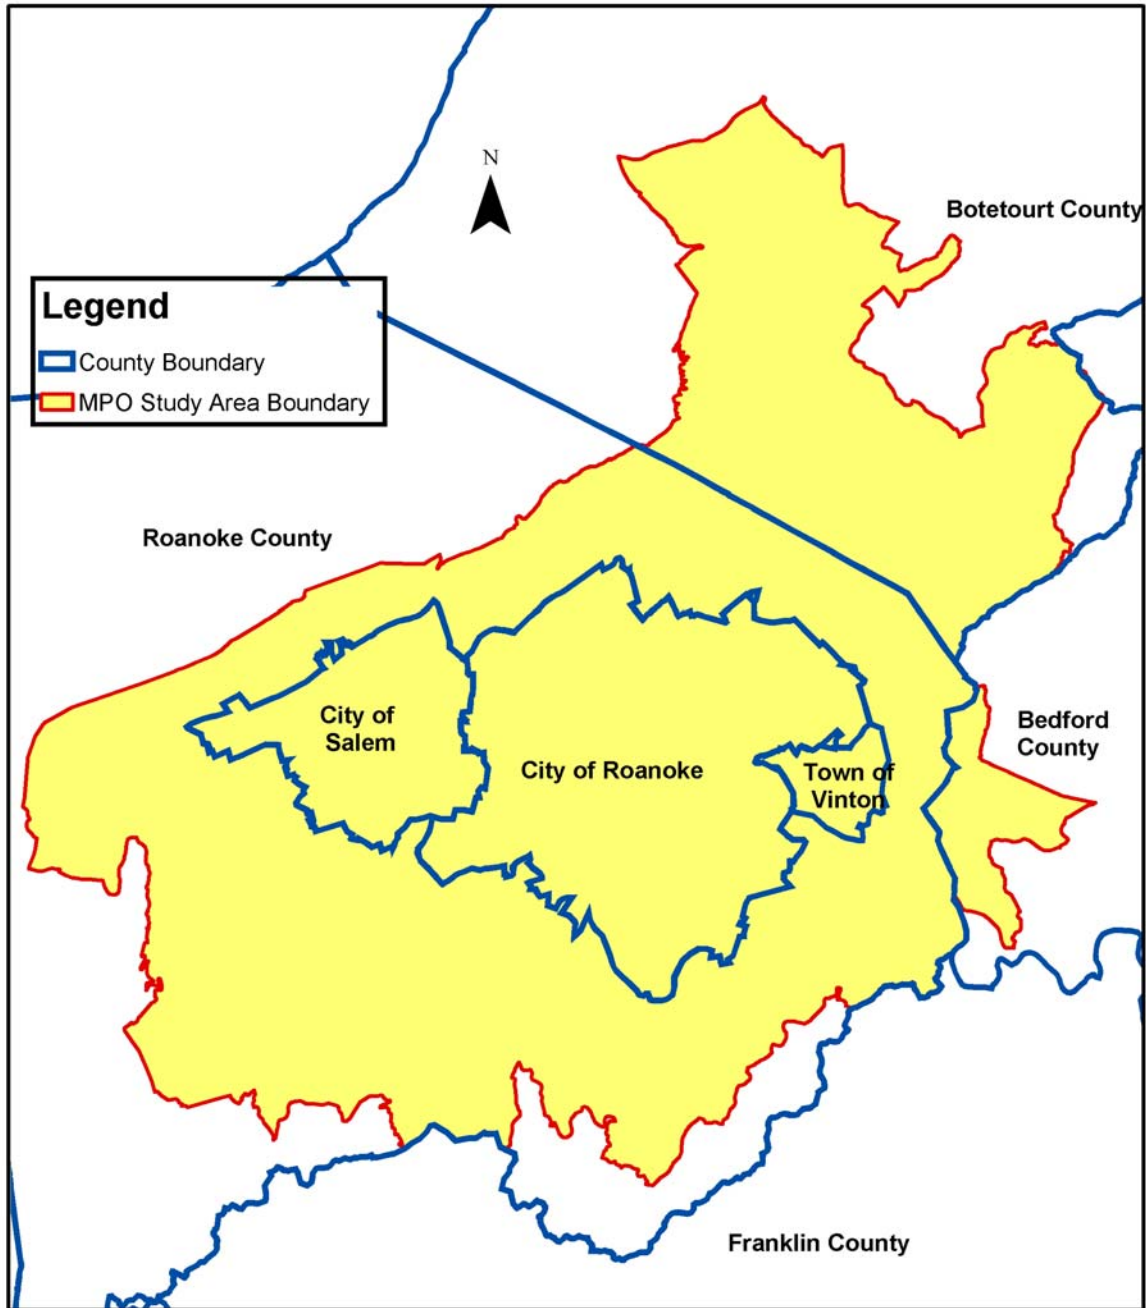 N
Botetourt County
Legend
County Boundary
MPO Study Area Boundary
Roanoke County
City of
Salem
City of Roanoke
Town of
Vinton
Bedford
County
Franklin County